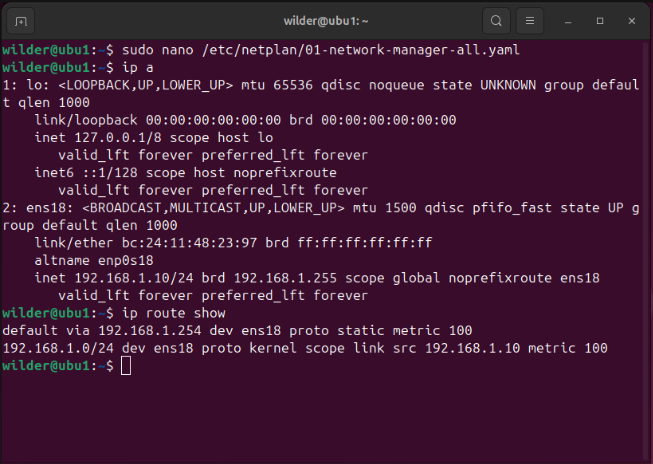 wilder@ubu1: ~
wilder@ubu1:~$ sudo nano /etc/netplan/01-network-manager-all.yaml
wilder@ubu1:~$ ip a
1: lo: <LOOPBACK,UP,LOWER_UP> mtu 65536 qdisc noqueue state UNKNOWN group defaul
t qlen 1000
    link/loopback 00:00:00:00:00:00 brd 00:00:00:00:00:00
    inet 127.0.0.1/8 scope host lo
       valid_lft forever preferred_lft forever
    inet6 ::1/128 scope host noprefixroute
       valid_lft forever preferred_lft forever
2: ens18: <BROADCAST,MULTICAST,UP,LOWER_UP> mtu 1500 qdisc pfifo_fast state UP g
roup default qlen 1000
    link/ether bc:24:11:48:23:97 brd ff:ff:ff:ff:ff:ff
    altname enp0s18
    inet 192.168.1.10/24 brd 192.168.1.255 scope global noprefixroute ens18
       valid_lft forever preferred_lft forever
wilder@ubu1:~$ ip route show
default via 192.168.1.254 dev ens18 proto static metric 100
192.168.1.0/24 dev ens18 proto kernel scope link src 192.168.1.10 metric 100
wilder@ubu1:~$